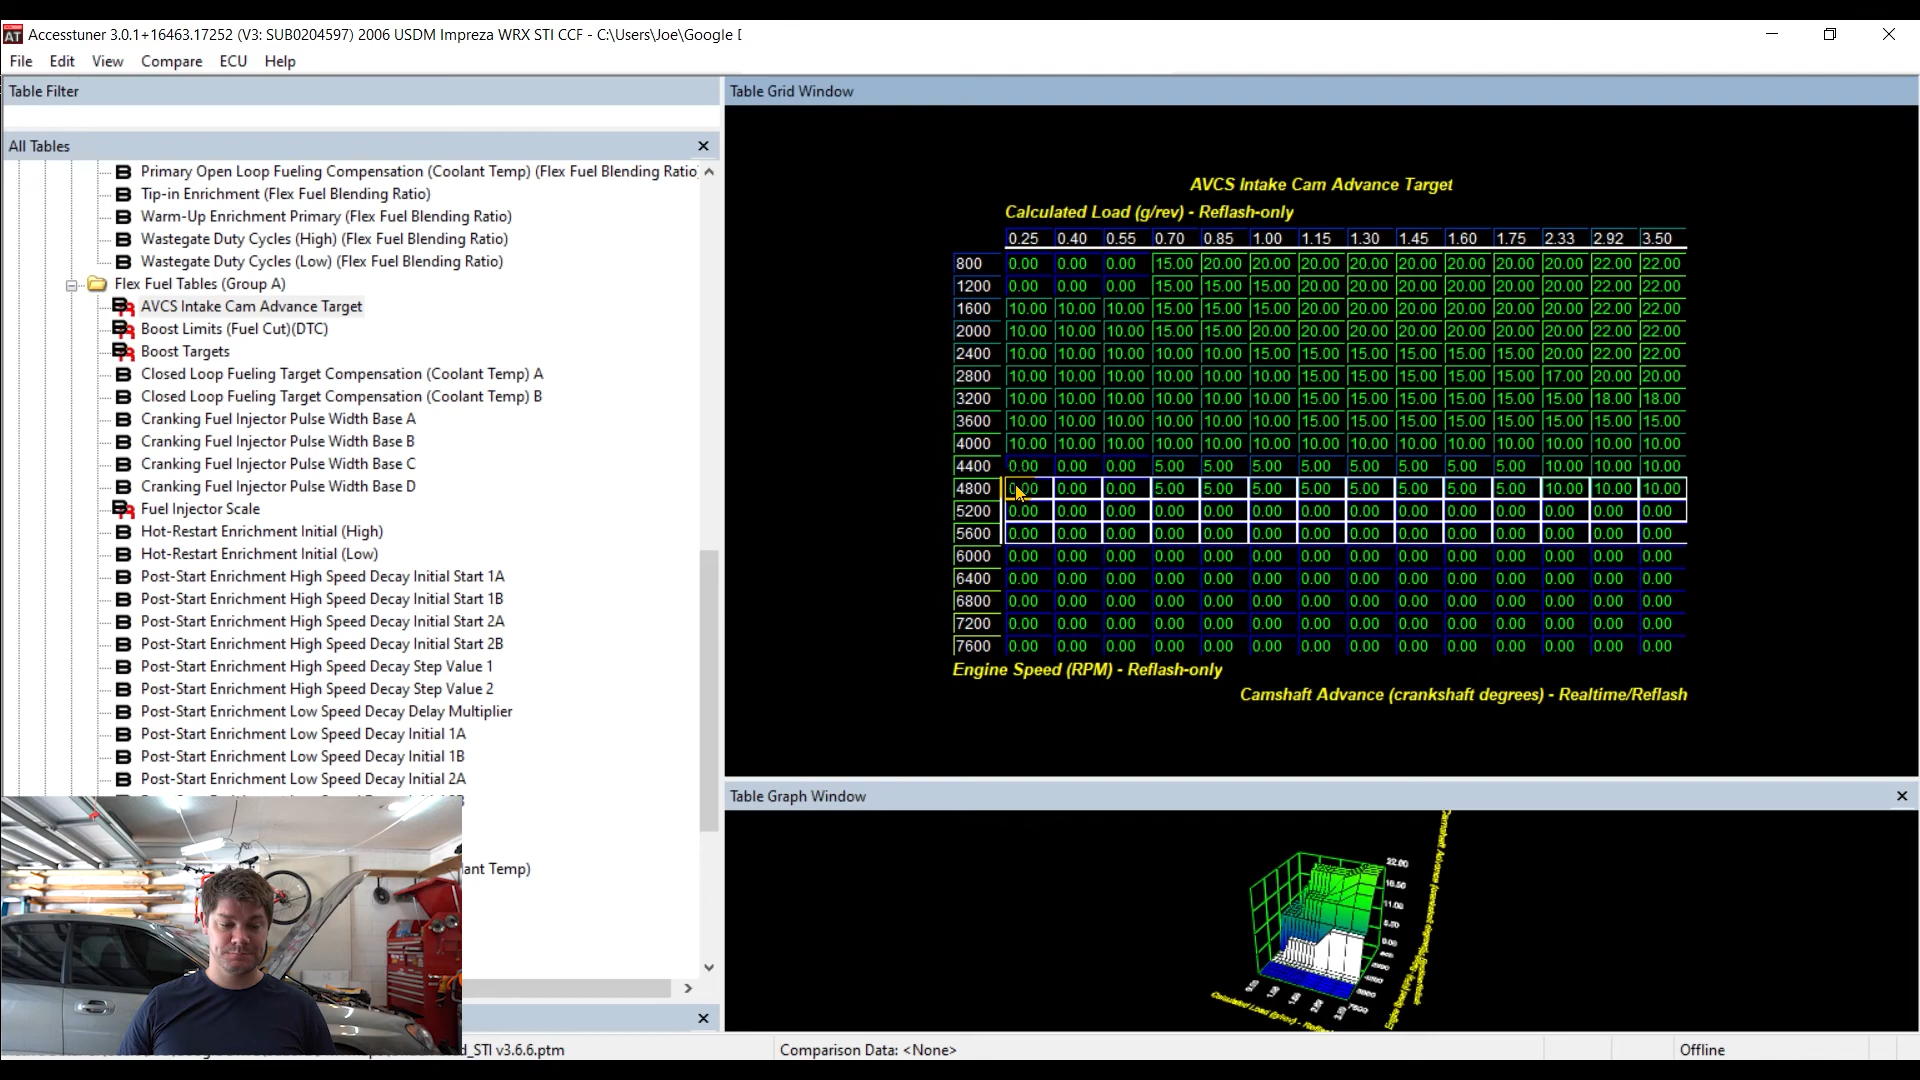 AT Accesstuner 3.0.1+16463.17252 (V3: SUB0204597) 2006 USDM Impreza WRX STI CCF - C:\Users\Joe\Google [
File Edit View Compare ECU Help
Table Filter
All Tables
Primary Open Loop Fueling Compensation (Coolant Temp) (Flex Fuel Blending Ratio
Tip-in Enrichment (Flex Fuel Blending Ratio)
Warm-Up Enrichment Primary (Flex Fuel Blending Ratio)
Wastegate Duty Cycles (High) (Flex Fuel Blending Ratio)
Wastegate Duty Cycles (Low) (Flex Fuel Blending Ratio)
Flex Fuel Tables (Group A)
AVCS Intake Cam Advance Target
Boost Limits (Fuel Cut)(DTC)
Boost Targets
Closed Loop Fueling Target Compensation (Coolant Temp) A
Closed Loop Fueling Target Compensation (Coolant Temp) B
Cranking Fuel Injector Pulse Width Base A
Cranking Fuel Injector Pulse Width Base B
Cranking Fuel Injector Pulse Width Base C
Cranking Fuel Injector Pulse Width Base D
Fuel Injector Scale
Hot-Restart Enrichment Initial (High)
Hot-Restart Enrichment Initial (Low)
Post-Start Enrichment High Speed Decay Initial Start 1A
Post-Start Enrichment High Speed Decay Initial Start 1B
Post-Start Enrichment High Speed Decay Initial Start 2A
Post-Start Enrichment High Speed Decay Initial Start 2B
Post-Start Enrichment High Speed Decay Step Value 1
Post-Start Enrichment High Speed Decay Step Value 2
Post-Start Enrichment Low Speed Decay Delay Multiplier
Post-Start Enrichment Low Speed Decay Initial 1A
Post-Start Enrichment Low Speed Decay Initial 1B
Post-Start Enrichment Low Speed Decay Initial 2A
lant Temp)
Table Grid Window
AVCS Intake Cam Advance Target
Calculated Load (g/rev) - Reflash-only
0.25 0.40 0.55 0.70 0.85 1.00 1.15 1.30 1.45 1.60 1.75 2.33 2.92 3.50
800 0.00 0.00 0.00 15.00 20.00 20.00 20.00 20.00 20.00 20.00 20.00 20.00 22.00 22.00
1200 0.00 0.00 0.00 15.00 15.00 15.00 20.00 20.00 20.00 20.00 20.00 20.00 22.00 22.00
1600 10.00 10.00 10.00 15.00 15.00 15.00 20.00 20.00 20.00 20.00 20.00 20.00 22.00 22.00
2000 10.00 10.00 10.00 15.00 15.00 20.00 20.00 20.00 20.00 20.00 20.00 20.00 22.00 22.00
2400 10.00 10.00 10.00 10.00 10.00 15.00 15.00 15.00 15.00 15.00 15.00 20.00 22.00 22.00
2800 10.00 10.00 10.00 10.00 10.00 10.00 15.00 15.00 15.00 15.00 15.00 17.00 20.00 20.00
3200 10.00 10.00 10.00 10.00 10.00 10.00 15.00 15.00 15.00 15.00 15.00 15.00 18.00 18.00
3600 10.00 10.00 10.00 10.00 10.00 10.00 15.00 15.00 15.00 15.00 15.00 15.00 15.00 15.00
4000 10.00 10.00 10.00 10.00 10.00 10.00 10.00 10.00 10.00 10.00 10.00 10.00 10.00 10.00
4400 0.00 0.00 0.00 5.00 5.00 5.00 5.00 5.00 5.00 5.00 5.00 10.00 10.00 10.00
4800 0.00 0.00 0.00 5.00 5.00 5.00 5.00 5.00 5.00 5.00 5.00 10.00 10.00 10.00
5200 0.00 0.00 0.00 0.00 0.00 0.00 0.00 0.00 0.00 0.00 0.00 0.00 0.00 0.00
5600 0.00 0.00 0.00 0.00 0.00 0.00 0.00 0.00 0.00 0.00 0.00 0.00 0.00 0.00
6000 0.00 0.00 0.00 0.00 0.00 0.00 0.00 0.00 0.00 0.00 0.00 0.00 0.00 0.00
6400 0.00 0.00 0.00 0.00 0.00 0.00 0.00 0.00 0.00 0.00 0.00 0.00 0.00 0.00
6800 0.00 0.00 0.00 0.00 0.00 0.00 0.00 0.00 0.00 0.00 0.00 0.00 0.00 0.00
7200 0.00 0.00 0.00 0.00 0.00 0.00 0.00 0.00 0.00 0.00 0.00 0.00 0.00 0.00
7600 0.00 0.00 0.00 0.00 0.00 0.00 0.00 0.00 0.00 0.00 0.00 0.00 0.00 0.00
Engine Speed (RPM) - Reflash-only
Camshaft Advance (crankshaft degrees) - Realtime/Reflash
Table Graph Window
22.00
16.50
11.00
5.50
0.00
d_STI v3.6.6.ptm
Comparison Data: <None>
Offline